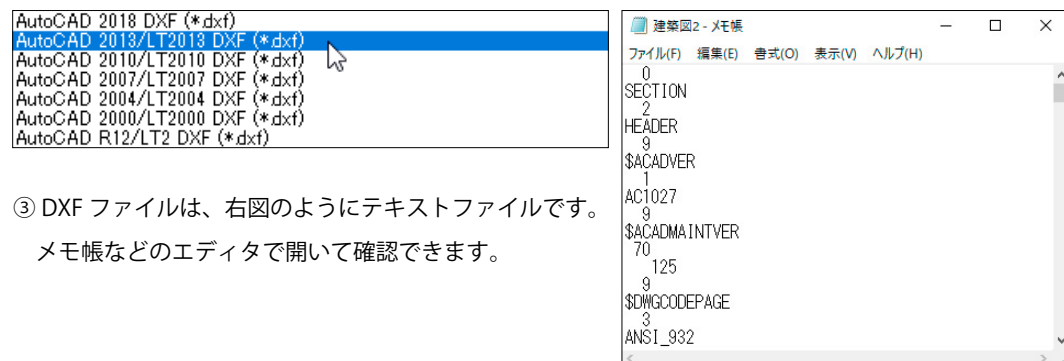 AutoCAD 2018 DXF (*.dxf)
AutoCAD 2013/LT2013 DXF (*.dxf)
AutoCAD 2010/LT2010 DXF (*.dxf)
AutoCAD 2007/LT2007 DXF (*.dxf)
AutoCAD 2004/LT2004 DXF (*.dxf)
AutoCAD 2000/LT2000 DXF (*.dxf)
AutoCAD R12/LT2 DXF (*.dxf)
③ DXF ファイルは、右図のようにテキストファイルです。
メモ帳などのエディタで開いて確認できます。
建築図2 - メモ帳
ファイル(F) 編集(E) 書式(O) 表示(V) ヘルプ(H)
0
SECTION
2
HEADER
9
$ACADVER
1
AC1027
9
$ACADMAINTVER
70
125
9
$DWGCODEPAGE
3
ANSI_932